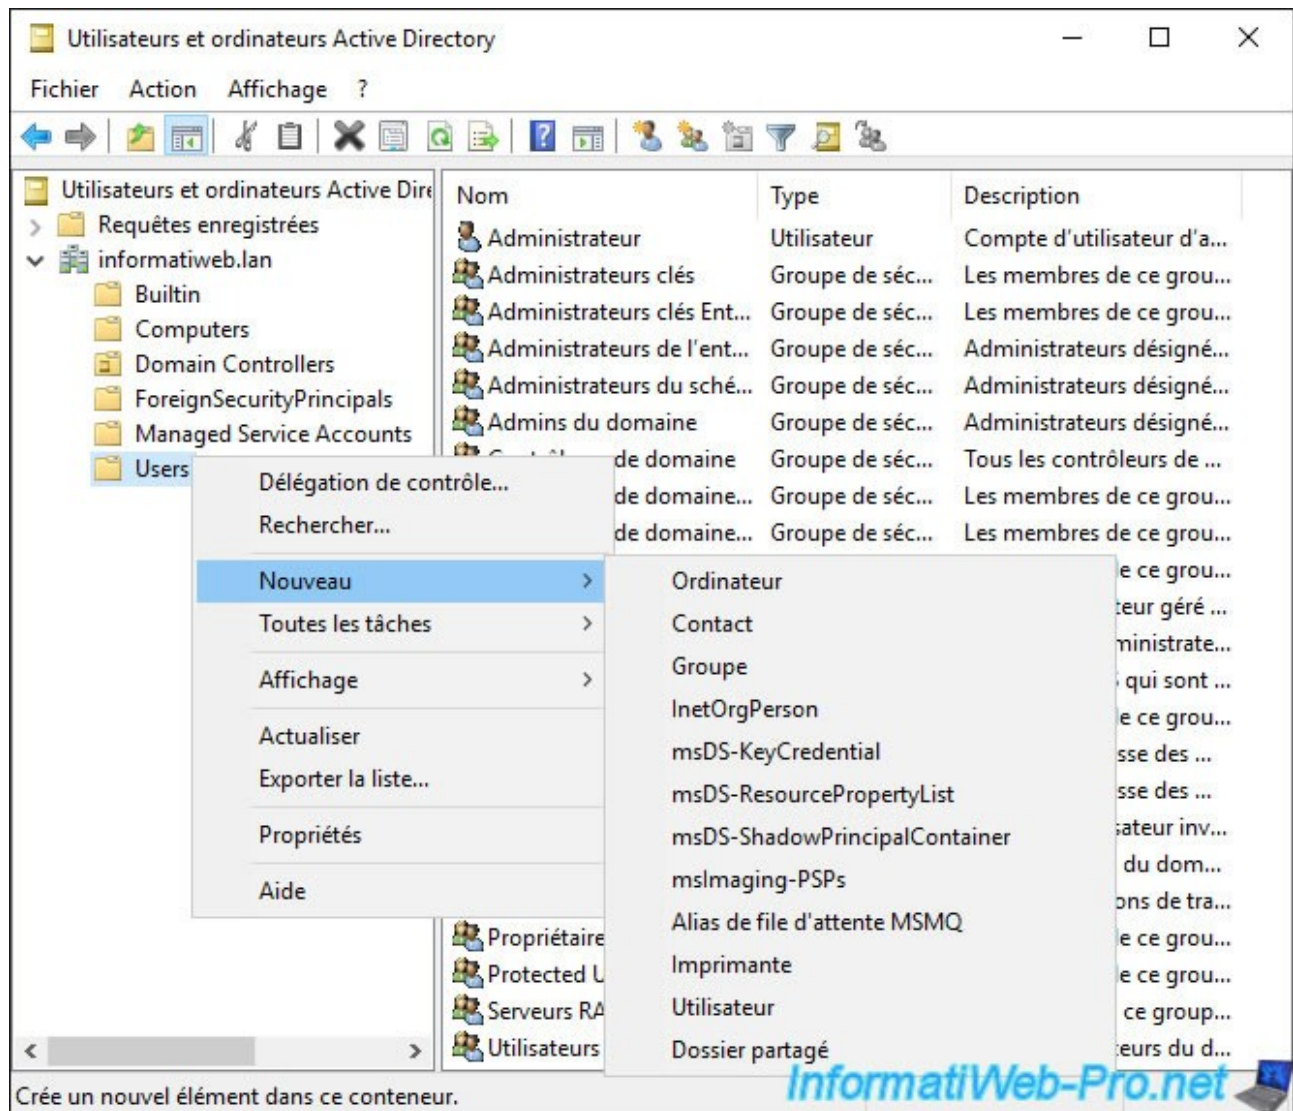 Utilisateurs et ordinateurs Active Directory
Fichier Action Affichage ?
Utilisateurs et ordinateurs Active Dire
Requêtes enregistrées
informatiweb.lan
Builtin
Computers
Domain Controllers
ForeignSecurityPrincipals
Managed Service Accounts
Users
Nom Type Description
Administrateur Utilisateur Compte d'utilisateur d'a...
Administrateurs clés Groupe de séc... Les membres de ce grou...
Administrateurs clés Ent... Groupe de séc... Les membres de ce grou...
Administrateurs de l'ent... Groupe de séc... Administrateurs désigné...
Administrateurs du sché... Groupe de séc... Administrateurs désigné...
Admins du domaine Groupe de séc... Administrateurs désigné...
de domaine Groupe de séc... Tous les contrôleurs de ...
de domaine... Groupe de séc... Les membres de ce grou...
de domaine... Groupe de séc... Les membres de ce grou...
e ce grou...
teur géré ...
ministrate...
qui sont ...
e ce grou...
sse des ...
sse des ...
sateur inv...
du dom...
ons de tra...
Propriétaire e ce grou...
Protected U e ce grou...
Serveurs RA ce group...
Utilisateurs eurs du d...
Délégation de contrôle...
Rechercher...
Nouveau
Toutes les tâches
Affichage
Actualiser
Exporter la liste...
Propriétés
Aide
Ordinateur
Contact
Groupe
InetOrgPerson
msDS-KeyCredential
msDS-ResourcePropertyList
msDS-ShadowPrincipalContainer
msImaging-PSPs
Alias de file d'attente MSMQ
Imprimante
Utilisateur
Dossier partagé
Crée un nouvel élément dans ce conteneur.
InformatiWeb-Pro.net